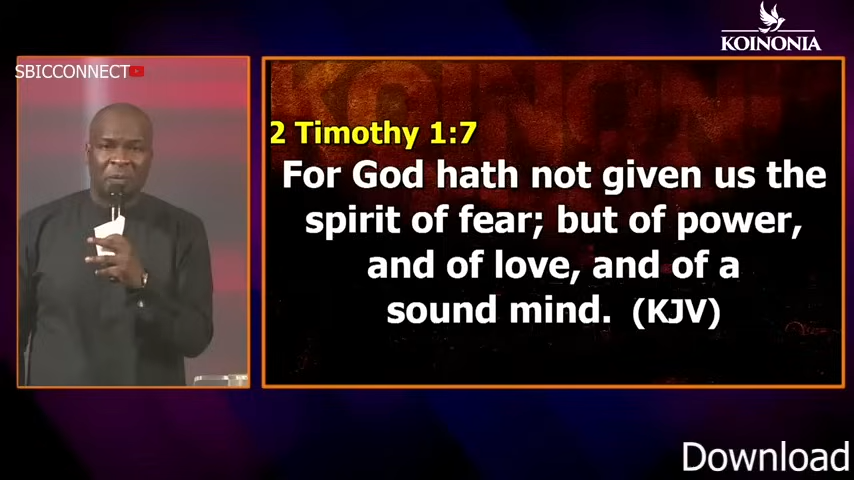 KOINONIA
SBICCONNECT
2 Timothy 1:7
For God hath not given us the
spirit of fear; but of power,
and of love, and of a
sound mind. (KJV)
Download